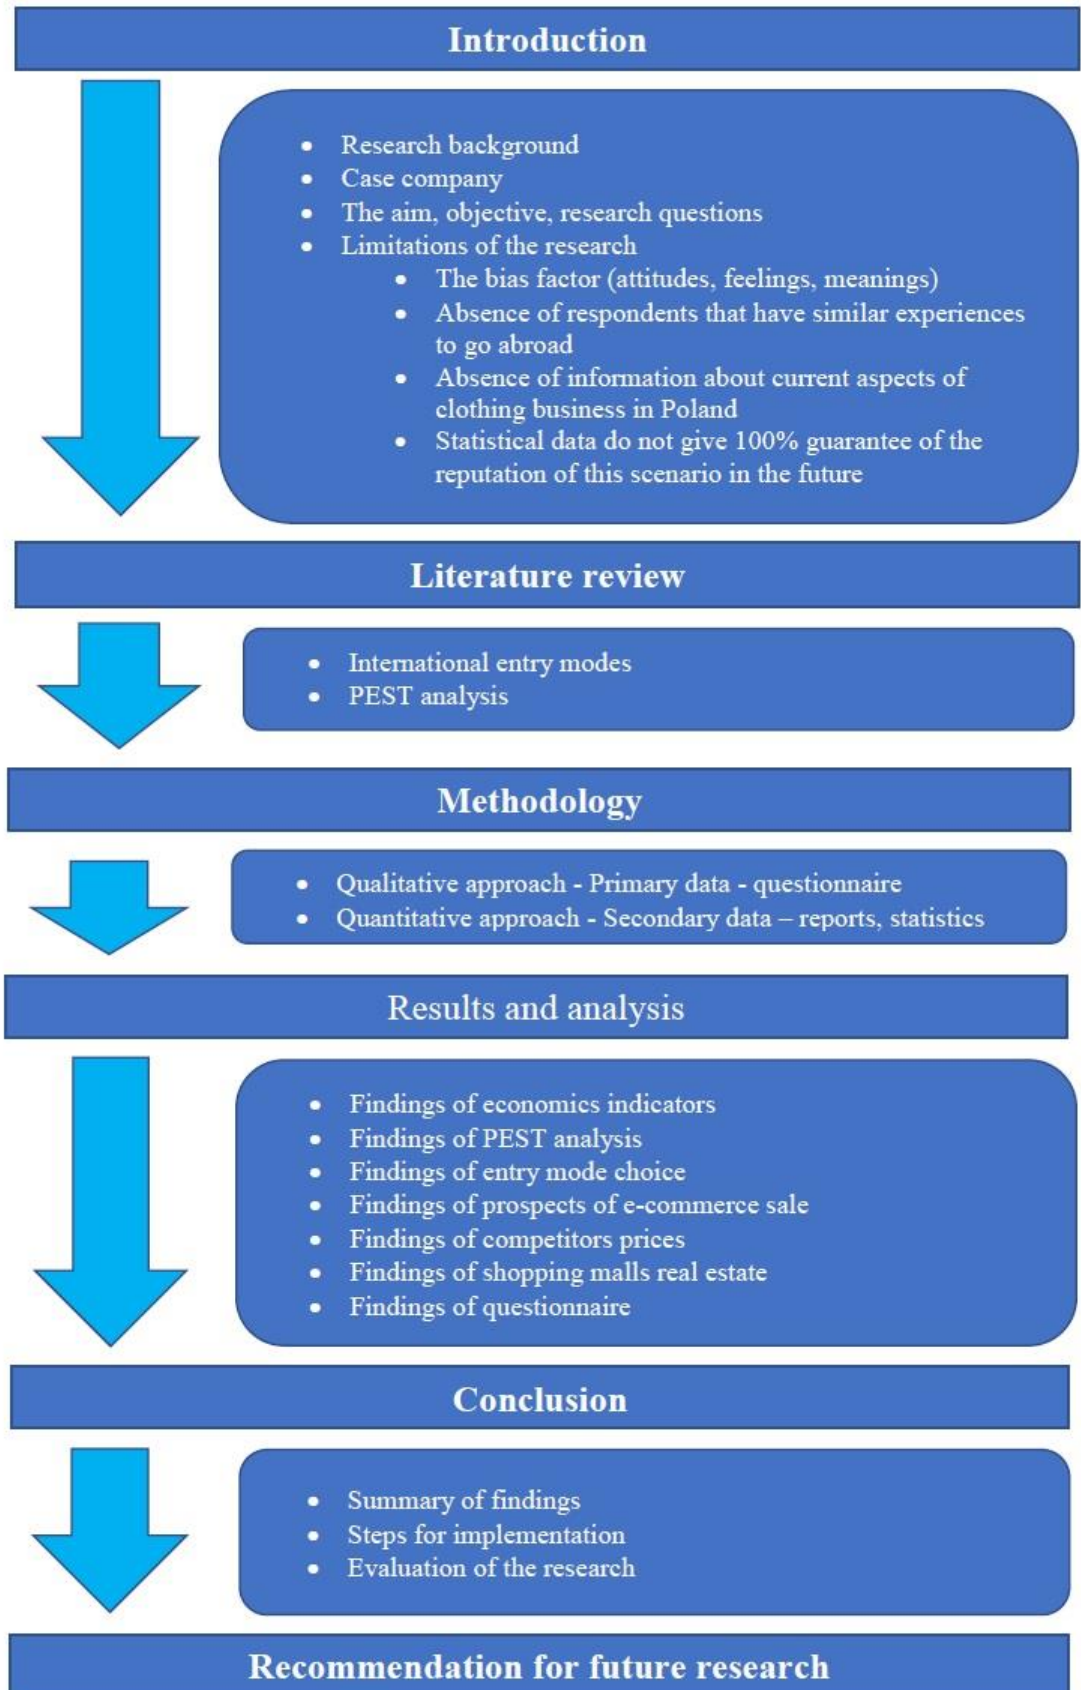 Introduction
• Research background
• Case company
• The aim, objective, research questions
• Limitations of the research
• The bias factor (attitudes, feelings, meanings)
• Absence of respondents that have similar experiences
to go abroad
• Absence of information about current aspects of
clothing business in Poland
• Statistical data do not give 100% guarantee of the
reputation of this scenario in the future
Literature review
• International entry modes
• PEST analysis
Methodology
• Qualitative approach - Primary data - questionnaire
• Quantitative approach - Secondary data – reports, statistics
Results and analysis
• Findings of economics indicators
• Findings of PEST analysis
• Findings of entry mode choice
• Findings of prospects of e-commerce sale
• Findings of competitors prices
• Findings of shopping malls real estate
• Findings of questionnaire
Conclusion
• Summary of findings
• Steps for implementation
• Evaluation of the research
Recommendation for future research